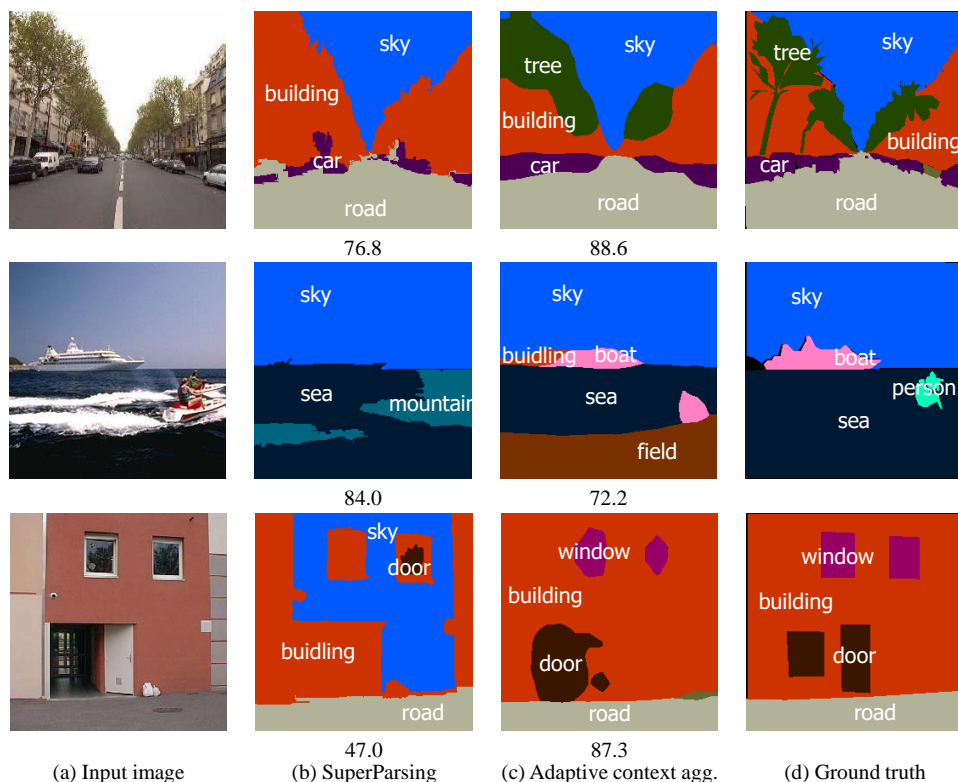 sky
building
car
road
76.8
sky
tree
building
car
road
88.6
sky
tree
building
car
road
sky
sea
mountain
84.0
sky
buidling
boat
sea
field
72.2
sky
boat
person
sea
sky
door
buidling
road
47.0
window
building
door
road
87.3
window
building
door
road
(a) Input image
(b) SuperParsing
(c) Adaptive context agg.
(d) Ground truth